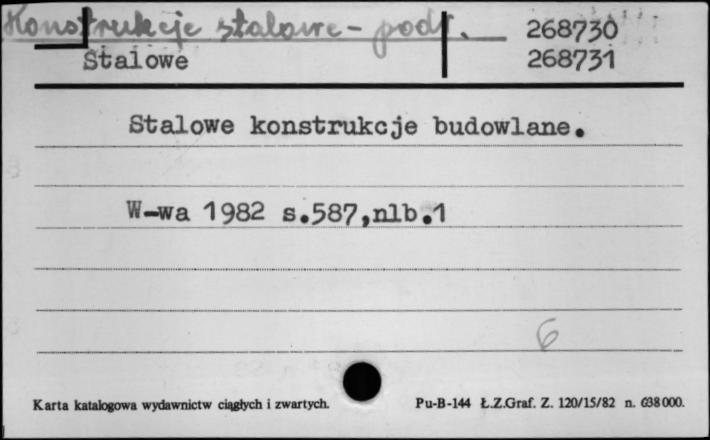 Konstrukcje stalowe - podr. 268730
Stalowe 268731
Stalowe konstrukcje budowlane.
W-wa 1982 s.587,nlb.1
6
Karta katalogowa wydawnictw ciągłych i zwartych. Pu-B-144 Ł.Z.Graf. Z. 120/15/82 n. 638000.